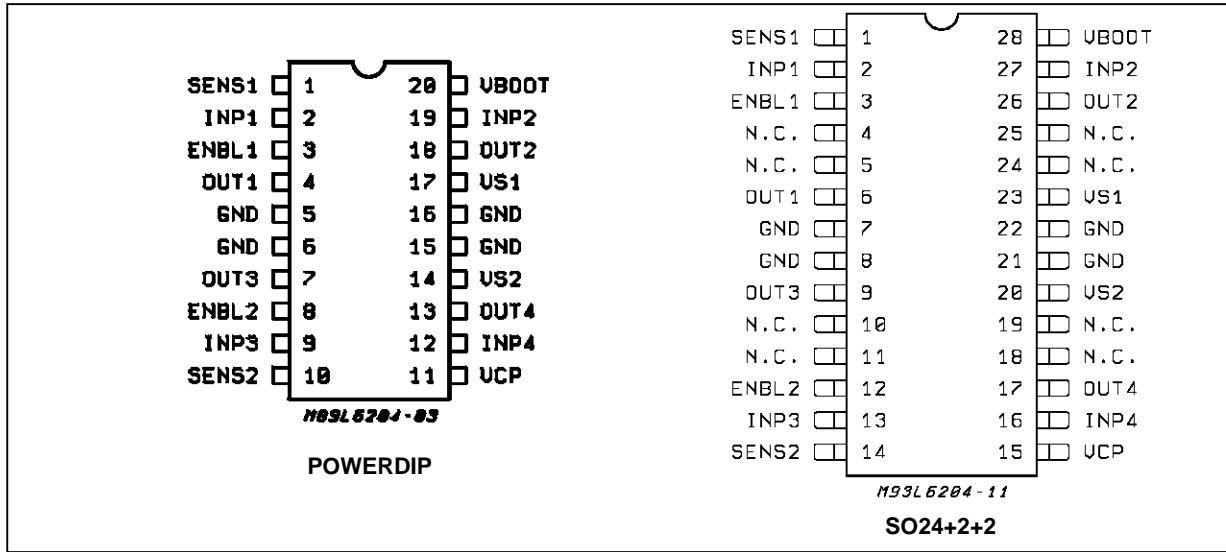 SENS1 1 20 VBOOT
INP1 2 19 INP2
ENBL1 3 18 OUT2
OUT1 4 17 VS1
GND 5 16 GND
GND 6 15 GND
OUT3 7 14 VS2
ENBL2 8 13 OUT4
INP3 9 12 INP4
SENS2 10 11 VCP
M89L6204-03
POWERDIP
SENS1 1 28 VBOOT
INP1 2 27 INP2
ENBL1 3 26 OUT2
N.C. 4 25 N.C.
N.C. 5 24 N.C.
OUT1 6 23 VS1
GND 7 22 GND
GND 8 21 GND
OUT3 9 20 VS2
N.C. 10 19 N.C.
N.C. 11 18 N.C.
ENBL2 12 17 OUT4
INP3 13 16 INP4
SENS2 14 15 VCP
M93L6204-11
SO24+2+2